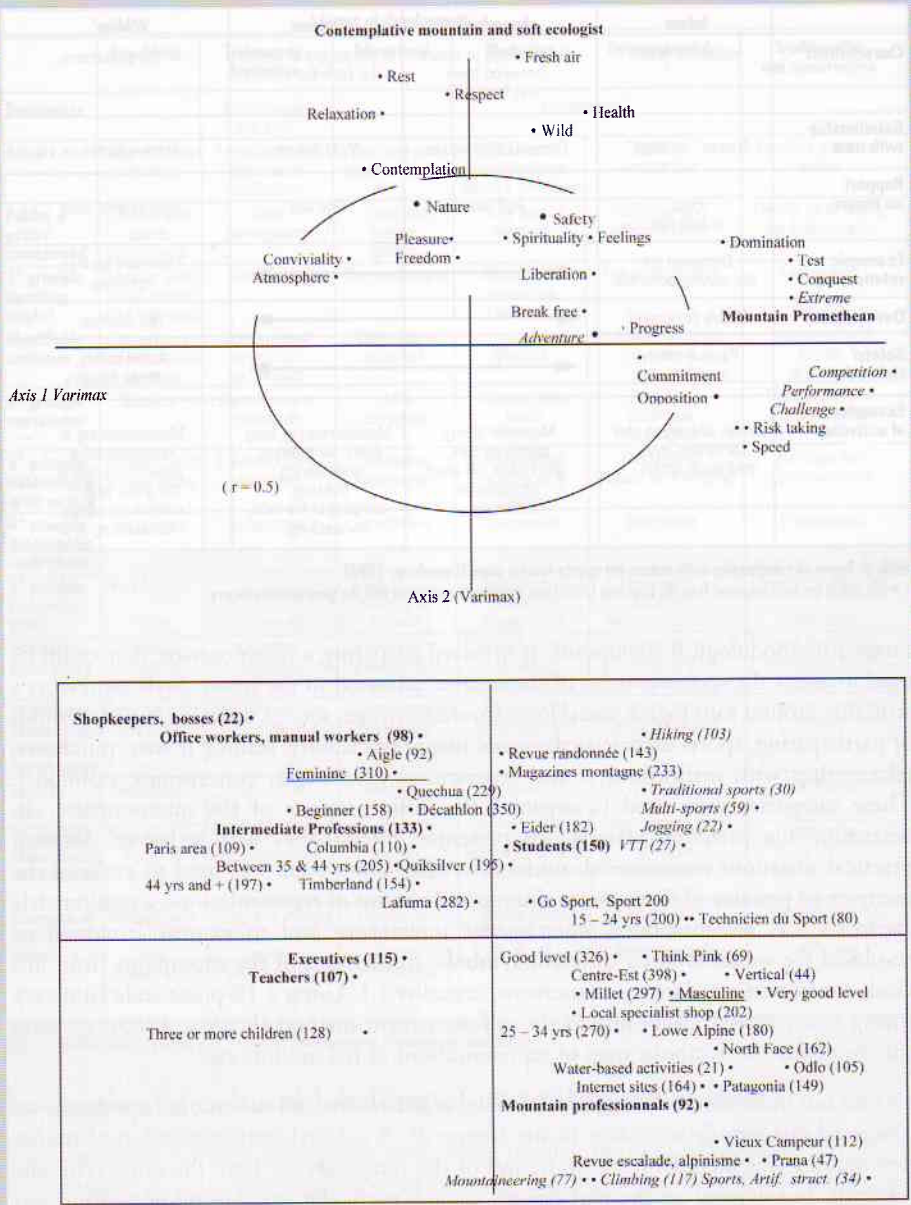 Contemplative mountain and soft ecologist
• Fresh air
• Rest
• Respect
Relaxation •
• Health
• Wild
• Contemplation
• Nature
• Safety
Pleasure•
• Spirituality • Feelings
• Domination
Conviviality •
Freedom •
• Test
Atmosphere •
Liberation •
• Conquest
• Extreme
Break free •
Mountain Promethean
Adventure •
· Progress
•
Axis 1 Varimax
Commitment
Competition •
Opposition •
Performance •
Challenge •
• • Risk taking
• Speed
( r = 0.5)
Axis 2 (Varimax)
Shopkeepers, bosses (22) •
Office workers, manual workers (98) •
• Aigle (92)
Feminine (310) •
• Quechua (229)
• Beginner (158) • Décathlon (350)
Intermediate Professions (133) •
Paris area (109) • Columbia (110) •
Between 35 & 44 yrs (205) •Quiksilver (195) •
44 yrs and + (197) • Timberland (154) •
Lafuma (282) •
• Hiking (103)
• Revue randonnée (143)
• Magazines montagne (233)
• Traditional sports (30)
Multi-sports (59) •
• Eider (182) Jogging (22) •
• Students (150) VTT (27) •
• Go Sport, Sport 200
15 – 24 yrs (200) •• Technicien du Sport (80)
Executives (115) •
Teachers (107) •
Three or more children (128)
Good level (326) • • Think Pink (69)
Centre-Est (398) • • Vertical (44)
• Millet (297) • Masculine • Very good level
• Local specialist shop (202)
25 – 34 yrs (270) • • Lowe Alpine (180)
• North Face (162)
Water-based activities (21) • • Odlo (105)
Internet sites (164) • • Patagonia (149)
Mountain professionnals (92) •
• Vieux Campeur (112)
Revue escalade, alpinisme • • Prana (47)
Mountaineering (77) • • Climbing (117) Sports, Artif. struct. (34) •